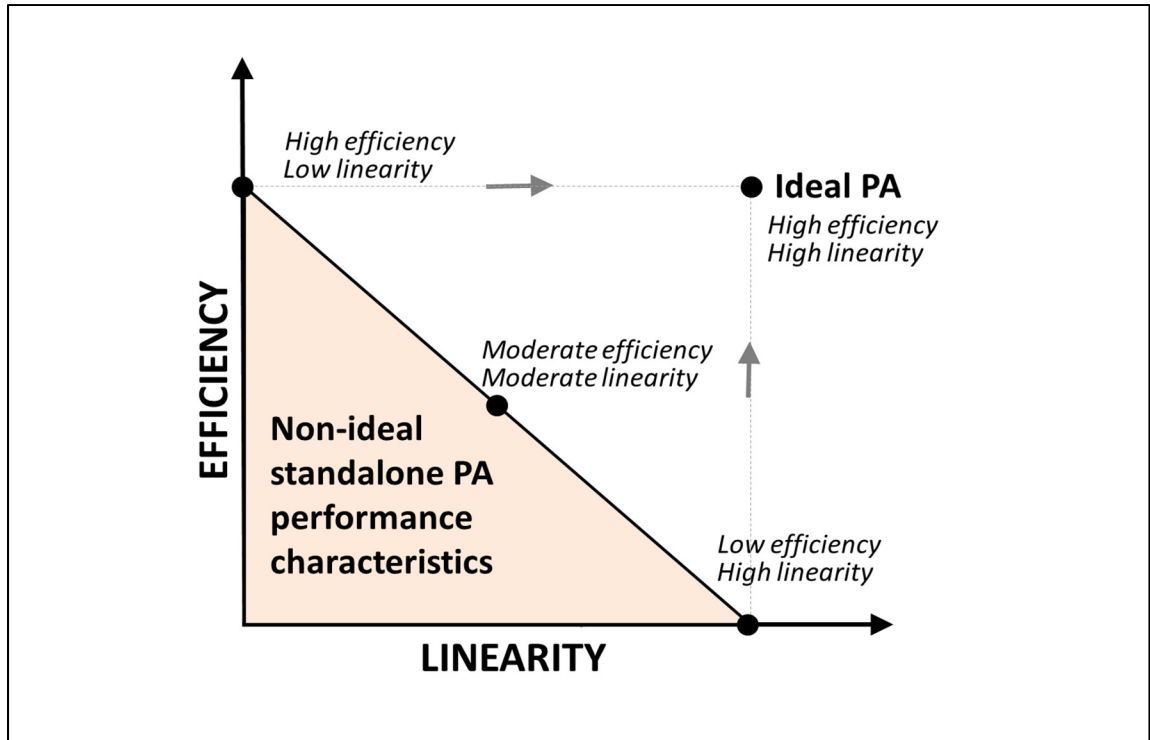 High efficiency
Low linearity
Ideal PA
High efficiency
High linearity
EFFICIENCY
Moderate efficiency
Moderate linearity
Non-ideal
standalone PA
performance
characteristics
Low efficiency
High linearity
LINEARITY